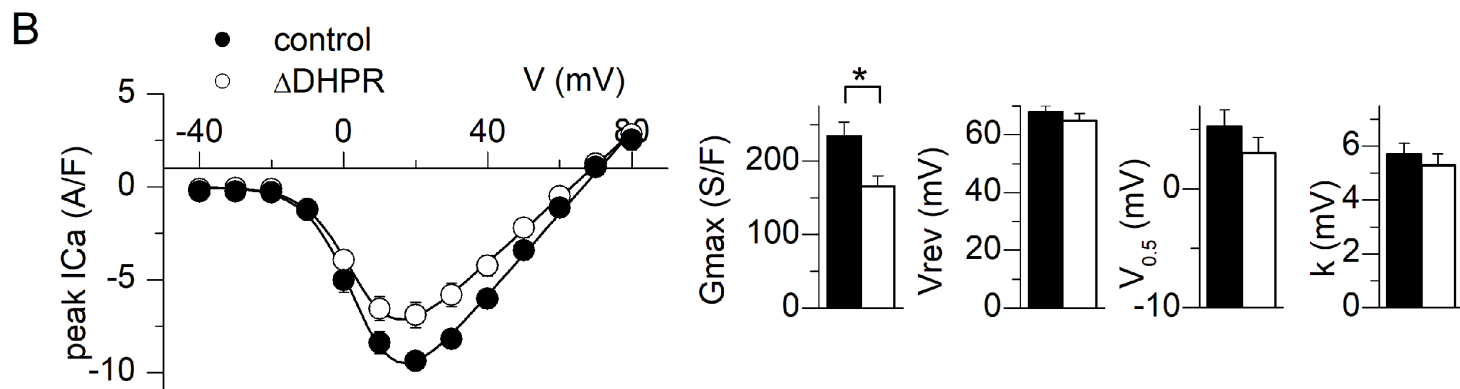 B
control
ΔDHPR
V (mV)
peak ICa (A/F)
5
0
-5
-10
-40
0
40
80
*
Gmax (S/F)
200
100
0
Vrev (mV)
60
40
20
0
V0.5 (mV)
0
-10
k (mV)
6
4
2
0